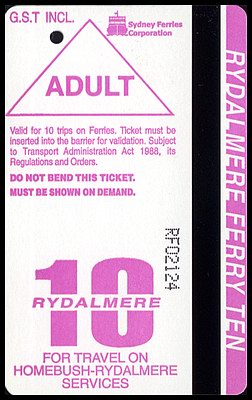 G.S.T INCL.
Sydney Ferries
Corporation
ADULT
Valid for 10 trips on Ferries. Ticket must be
inserted into the barrier for validation. Subject
to Transport Administration Act 1988, its
Regulations and Orders.
DO NOT BEND THIS TICKET.
MUST BE SHOWN ON DEMAND.
RF02124
10
RYDALMERE
FOR TRAVEL ON
HOMEBUSH-RYDALMERE
SERVICES
RYDALMERE FERRY TEN